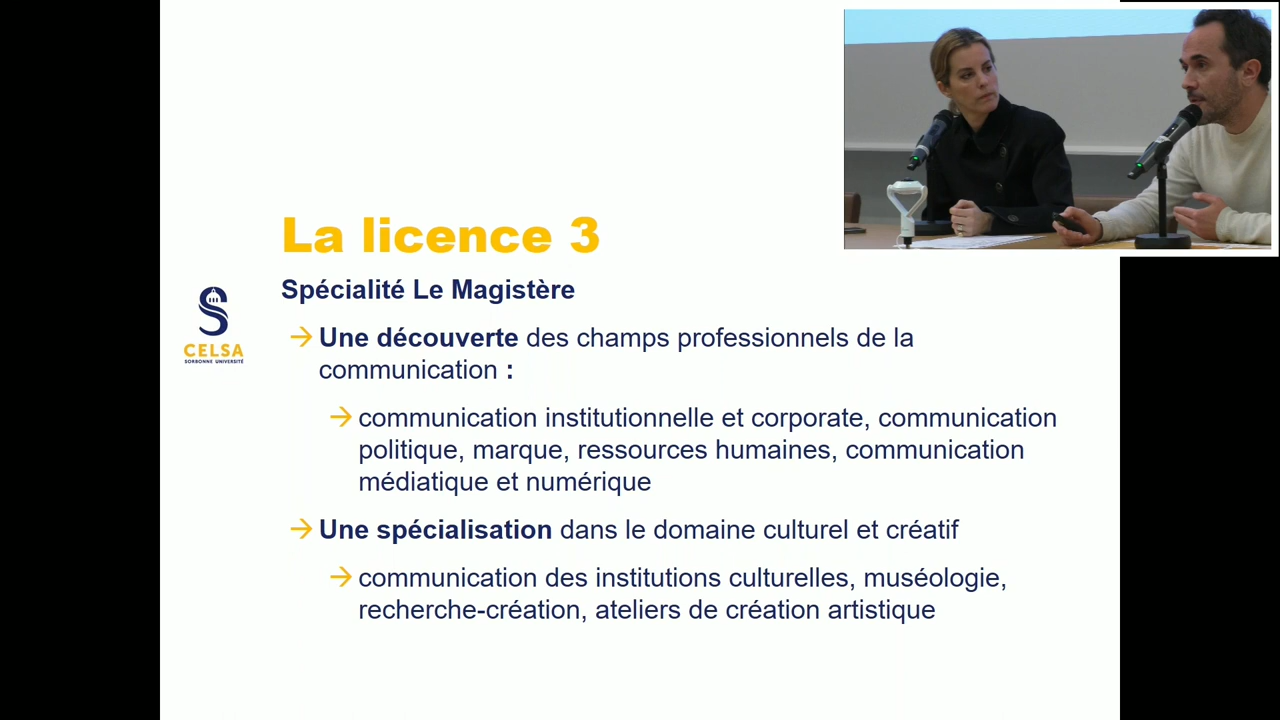 La licence 3
Spécialité Le Magistère
→ Une découverte des champs professionnels de la
communication :
→ communication institutionnelle et corporate, communication
politique, marque, ressources humaines, communication
médiatique et numérique
→ Une spécialisation dans le domaine culturel et créatif
→ communication des institutions culturelles, muséologie,
recherche-création, ateliers de création artistique
CELSA
SORBONNE UNIVERSITÉ